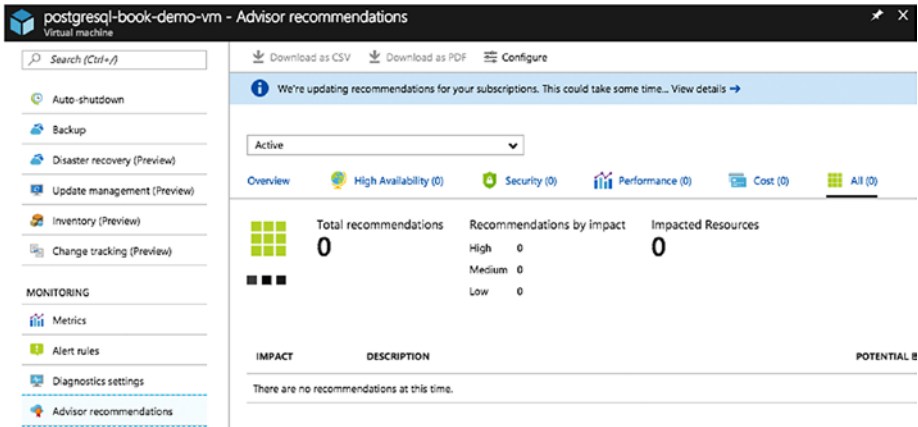 postgresql-book-demo-vm - Advisor recommendations
Virtual machine
Search (Ctrl+/)
Auto-shutdown
Backup
Disaster recovery (Preview)
Update management (Preview)
Inventory (Preview)
Change tracking (Preview)
MONITORING
Metrics
Alert rules
Diagnostics settings
Advisor recommendations
Download as CSV Download as PDF Configure
We're updating recommendations for your subscriptions. This could take some time... View details →
Active
Overview High Availability (0) Security (0) Performance (0) Cost (0) All (0)
Total recommendations
0
Recommendations by impact
High 0
Medium 0
Low 0
Impacted Resources
0
IMPACT DESCRIPTION POTENTIAL
There are no recommendations at this time.